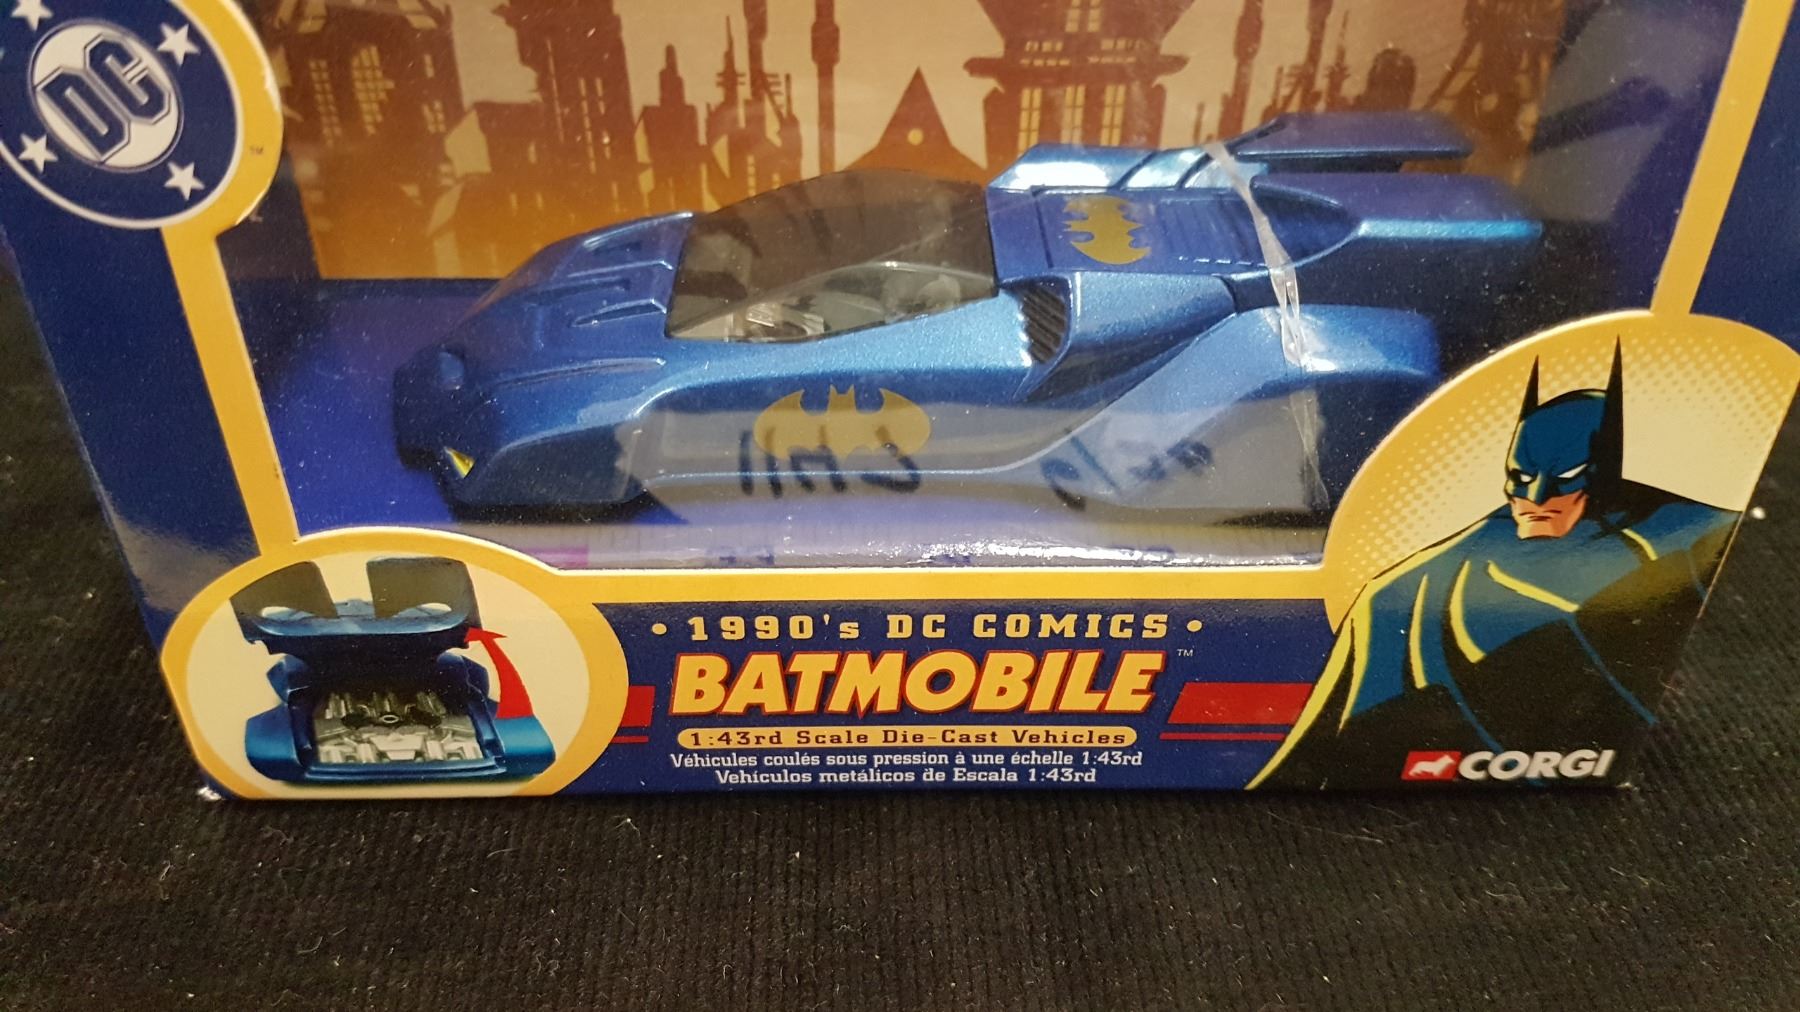 DC
TM
• 1990's DC COMICS •
BATMOBILE™
1:43rd Scale Die-Cast Vehicles
Véhicules coulés sous pression à une échelle 1:43rd
Vehículos metálicos de Escala 1:43rd
CORGI